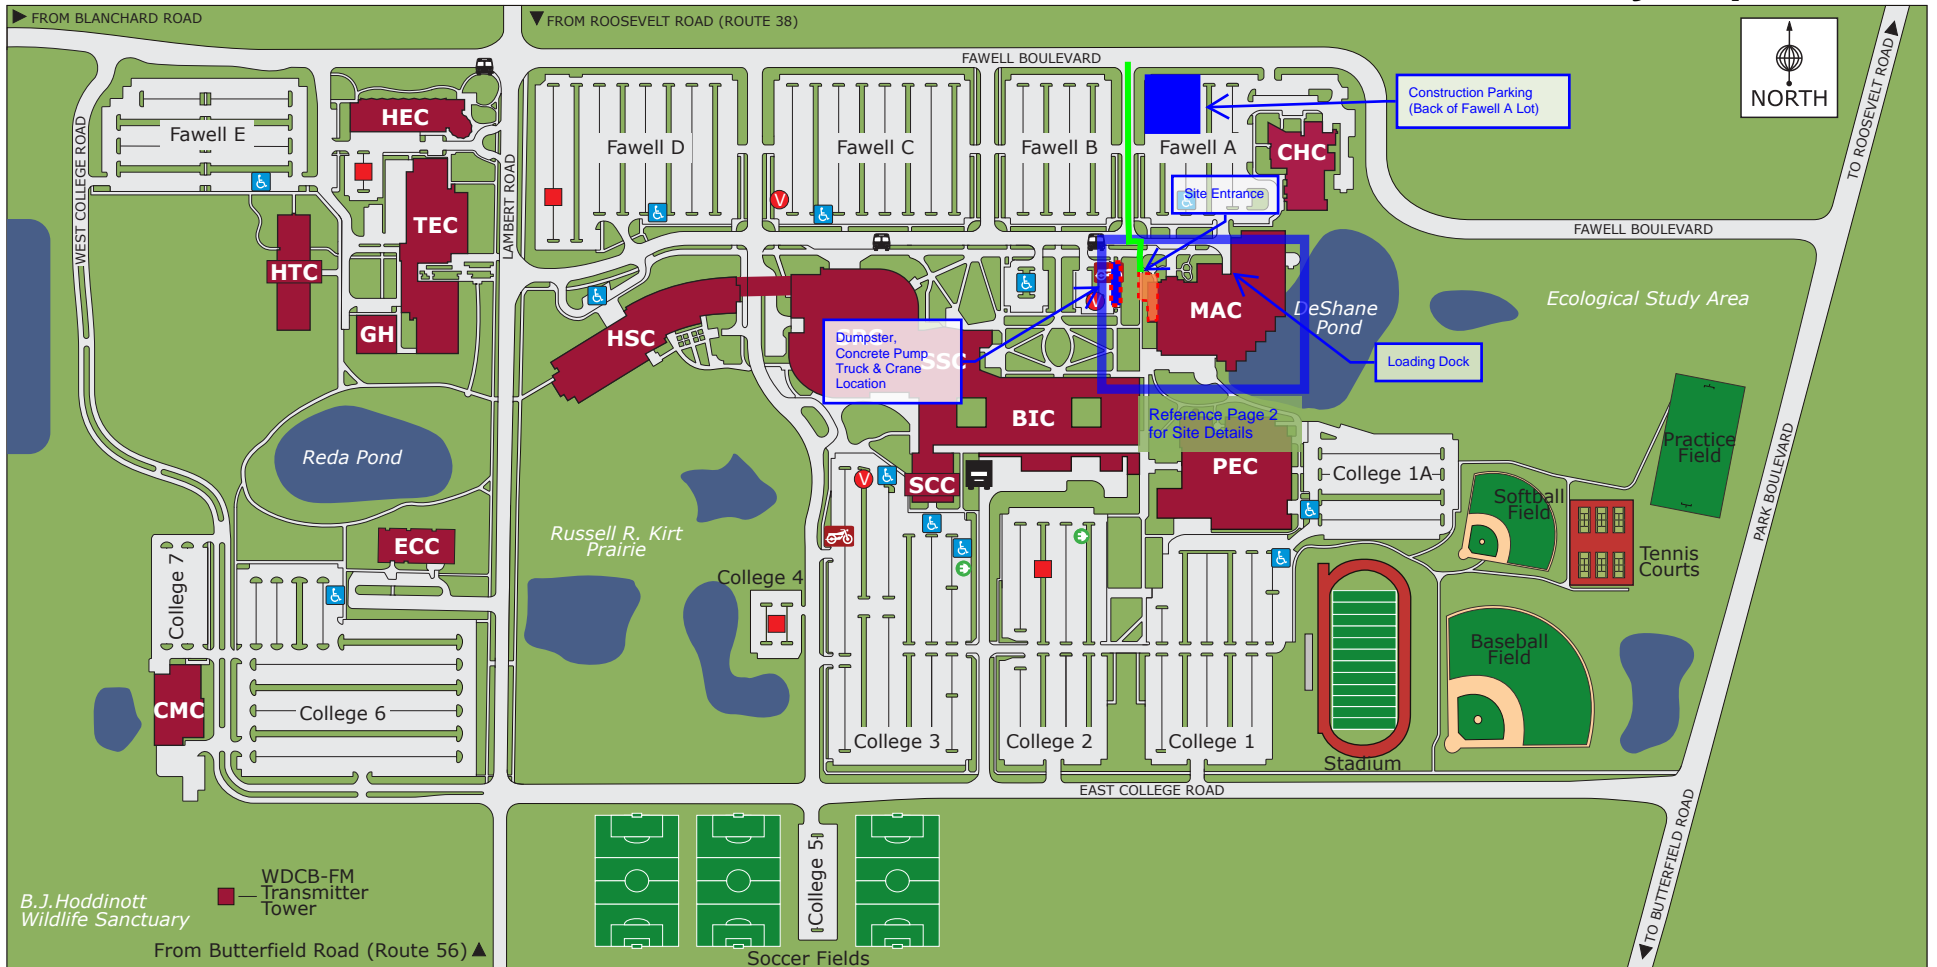 FROM BLANCHARD ROAD
FROM ROOSEVELT ROAD (ROUTE 38)
FAWELL BOULEVARD
TO ROOSEVELT ROAD
NORTH
Construction Parking
(Back of Fawell A Lot)
WEST COLLEGE ROAD
Fawell E
HEC
LAMBERT ROAD
Fawell D
Fawell C
Fawell B
Fawell A
CHC
Site Entrance
TEC
HTC
GH
HSC
V
FAWELL BOULEVARD
MAC
DeShane
Pond
Ecological Study Area
Loading Dock
Dumpster,
Concrete Pump
Truck & Crane
Location
SSC
BIC
Reference Page 2
for Site Details
PEC
College 1A
Practice
Field
PARK BOULEVARD
Reda Pond
V
SCC
Softball
Field
Russell R. Kirt
Prairie
ECC
Tennis
Courts
College 7
College 4
Baseball
Field
CMC
College 6
College 3
College 2
College 1
Stadium
EAST COLLEGE ROAD
College 5
Soccer Fields
WDCB-FM
Transmitter
Tower
B.J.Hoddinott
Wildlife Sanctuary
From Butterfield Road (Route 56)
TO BUTTERFIELD ROAD